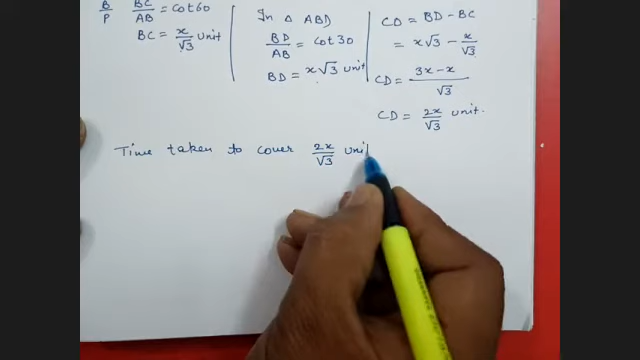 B/P BC/AB = cot 60
BC = x/√3 unit
In △ ABD
BD/AB = cot 30
BD = x√3 unit
CD = BD - BC
= x√3 - x/√3
CD = 3x-x/√3
CD = 2x/√3 unit.
Time taken to cover 2x/√3 uni